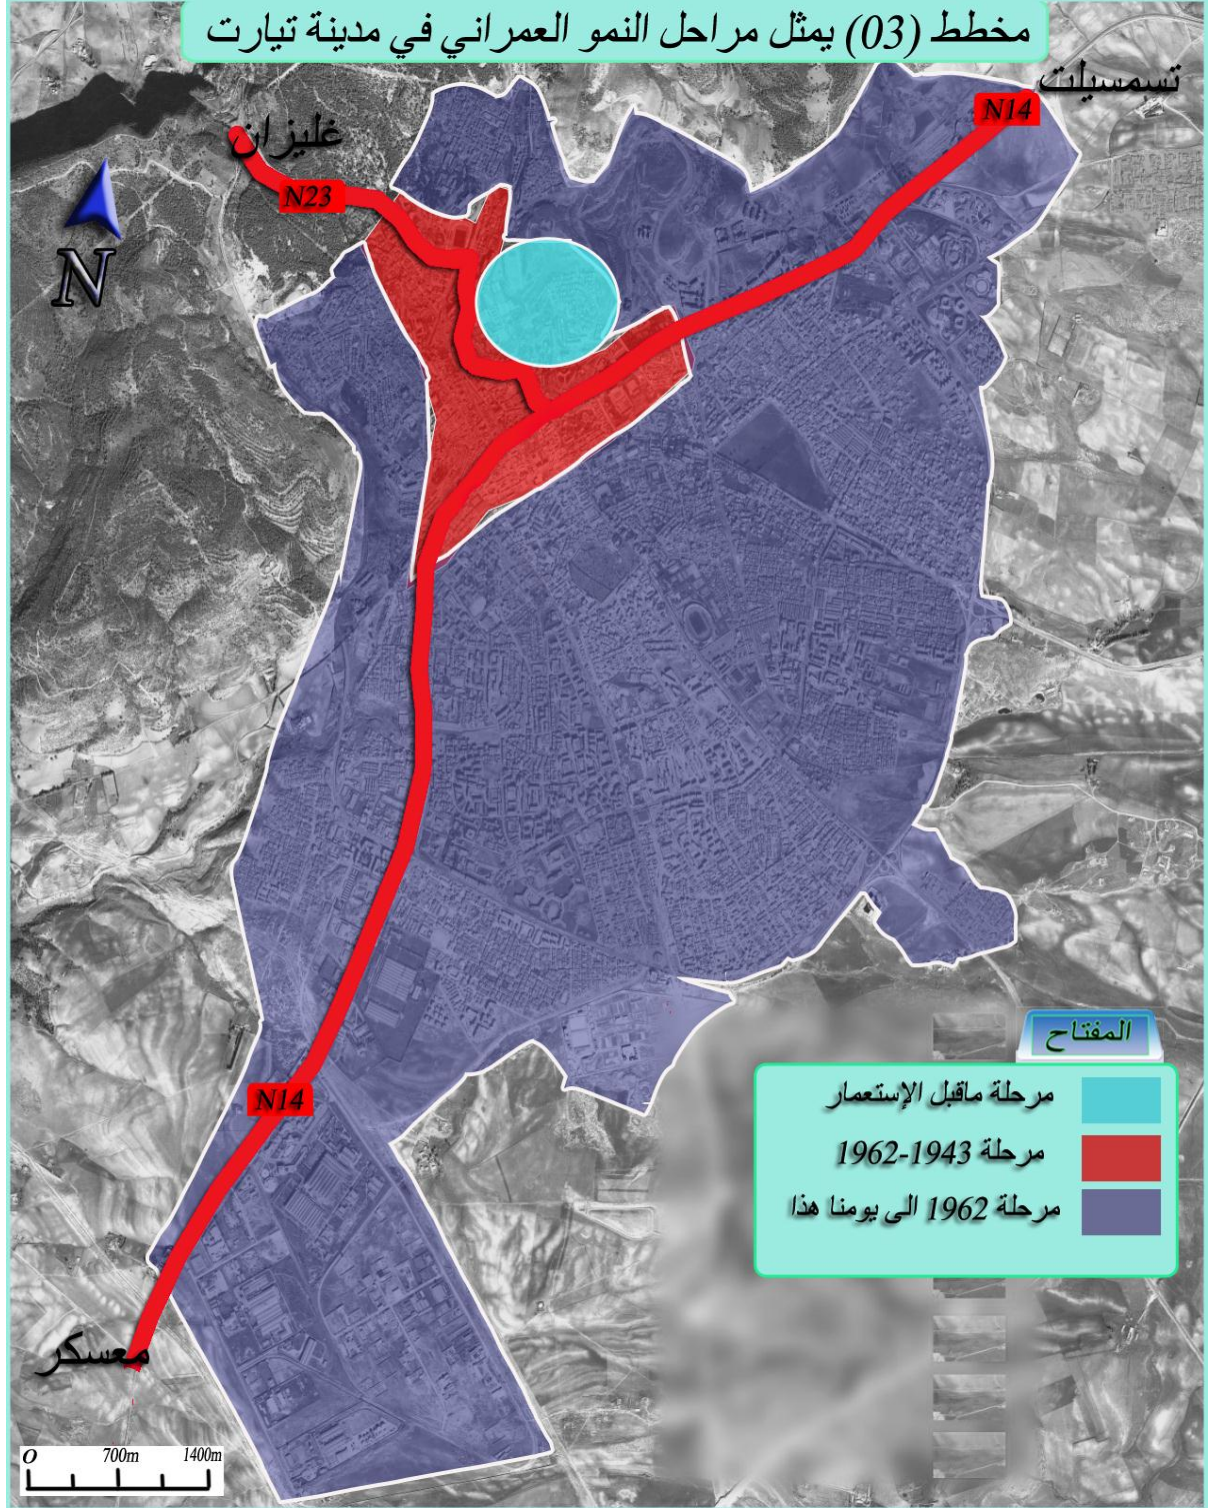 مخطط (03) يمثل مراحل النمو العمراني في مدينة تيارت
تسمسيلت
N14
غليزان
N23
N
المفتاح
مرحلة ماقبل الإستعمار
مرحلة 1943-1962
مرحلة 1962 الى يومنا هذا
N14
معسكر
O 700m 1400m